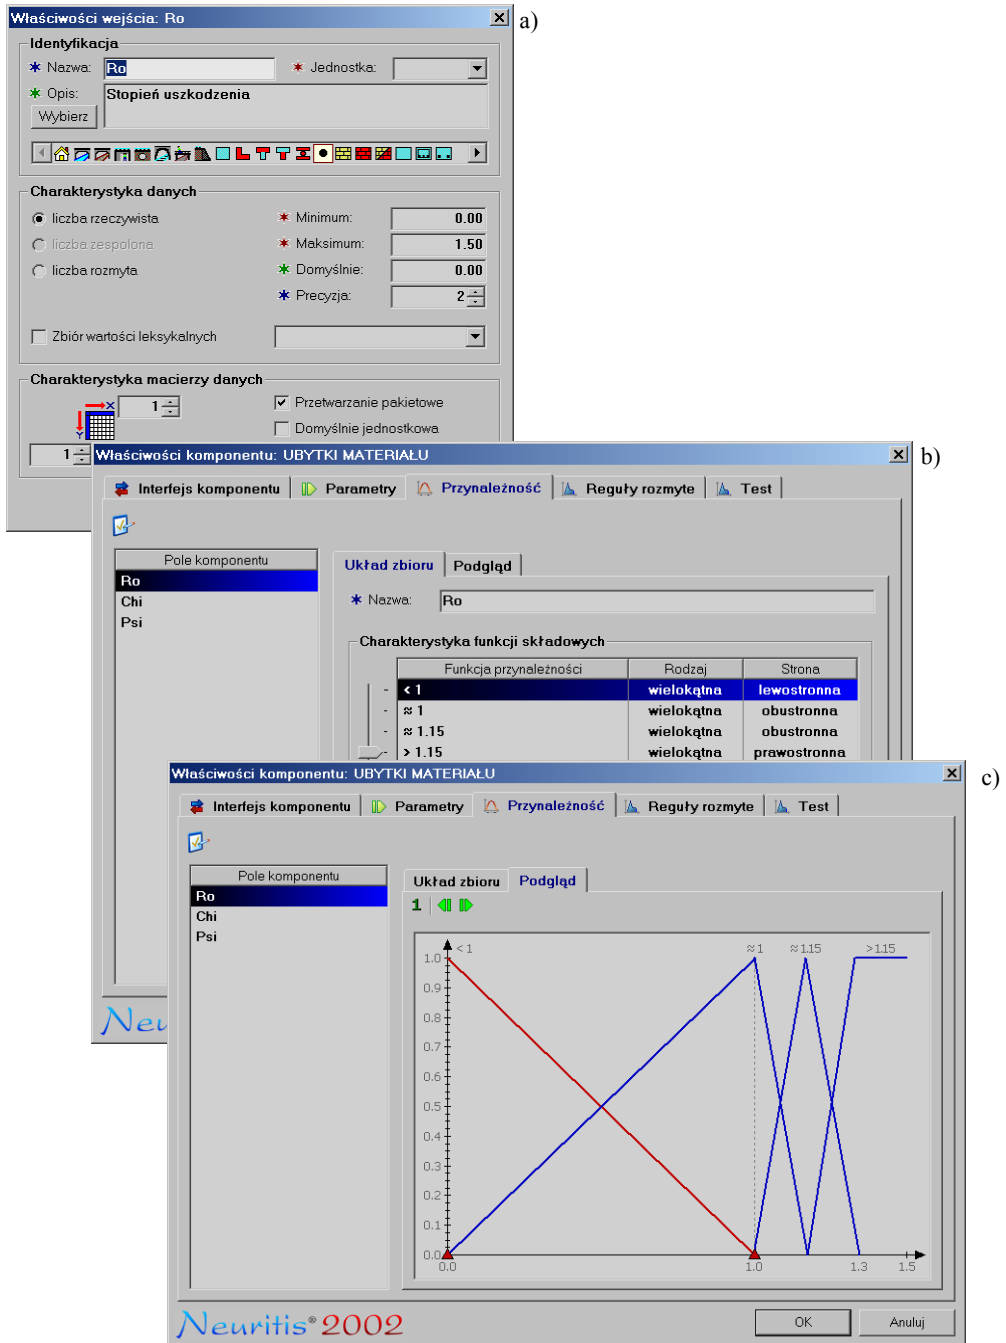 Właściwości wejścia: Ro
a)
Identyfikacja
Nazwa: Ro Jednostka:
Opis: Stopień uszkodzenia
Wybierz
Charakterystyka danych
liczba rzeczywista Minimum: 0.00
liczba zespolona Maksimum: 1.50
liczba rozmyta Domyślnie: 0.00
Precyzja: 2
Zbiór wartości leksykalnych
Charakterystyka macierzy danych
X 1 Przetwarzanie pakietowe
Y Domyślnie jednostkowa
1
Właściwości komponentu: UBYTKI MATERIAŁU
b)
Interfejs komponentu Parametry Przynależność Reguły rozmyte Test
Pole komponentu
Ro
Chi
Psi
Układ zbioru Podgląd
Nazwa: Ro
Charakterystyka funkcji składowych
Funkcja przynależności Rodzaj Strona
< 1 wielokątna lewostronna
≈ 1 wielokątna obustronna
≈ 1.15 wielokątna obustronna
> 1.15 wielokątna prawostronna
Neu
Właściwości komponentu: UBYTKI MATERIAŁU
c)
Interfejs komponentu Parametry Przynależność Reguły rozmyte Test
Pole komponentu
Ro
Chi
Psi
Układ zbioru Podgląd
1
< 1 ≈ 1 ≈ 1.15 > 1.15
1.0
0.9
0.8
0.7
0.6
0.5
0.4
0.3
0.2
0.1
0.0
0.0 1.0 1.3 1.5
Neuritis® 2002
OK Anuluj